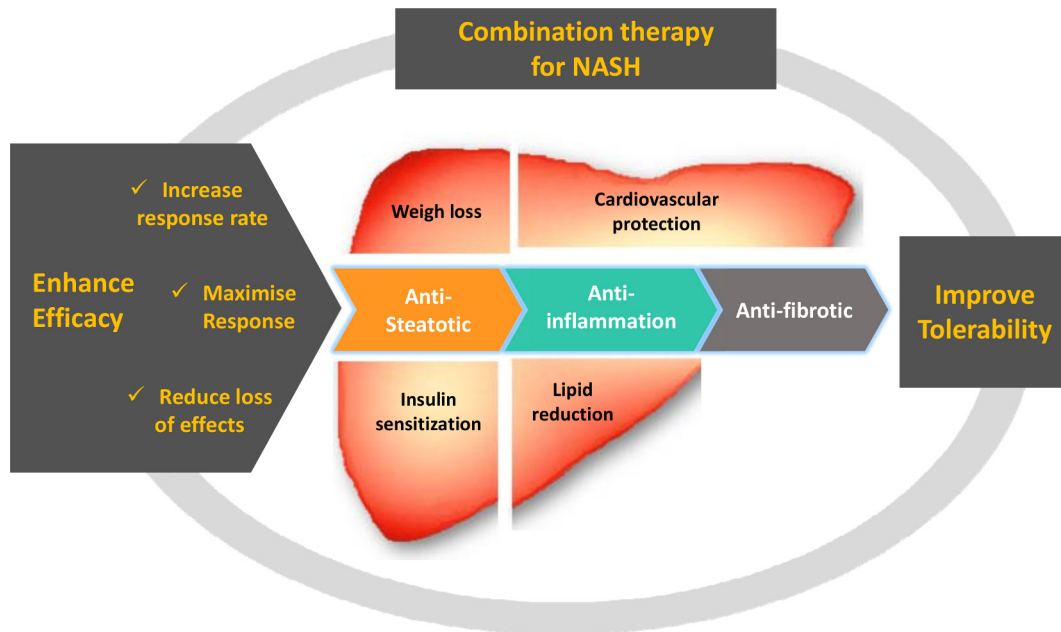 Combination therapy
for NASH
✓ Increase
response rate
Enhance
Efficacy
✓ Maximise
Response
✓ Reduce loss
of effects
Weigh loss
Cardiovascular
protection
Anti-
Steatotic
Anti-
inflammation
Anti-fibrotic
Insulin
sensitization
Lipid
reduction
Improve
Tolerability